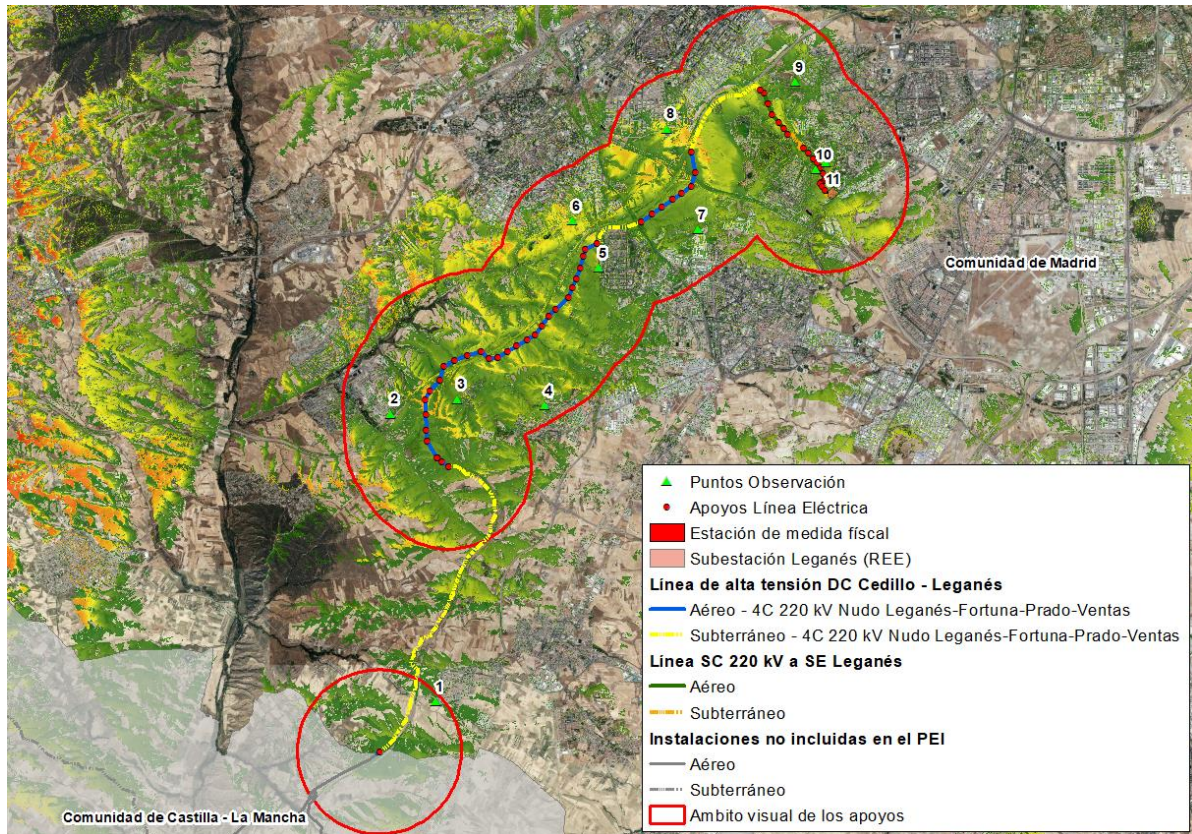 9
8
10
11
6
7
5
Comunidad de Madrid
3
4
2
1
Comunidad de Castilla - La Mancha
Puntos Observación
Apoyos Línea Eléctrica
Estación de medida físcal
Subestación Leganés (REE)
Línea de alta tensión DC Cedillo - Leganés
Aéreo - 4C 220 kV Nudo Leganés-Fortuna-Prado-Ventas
Subterráneo - 4C 220 kV Nudo Leganés-Fortuna-Prado-Ventas
Línea SC 220 kV a SE Leganés
Aéreo
Subterráneo
Instalaciones no incluidas en el PEI
Aéreo
Subterráneo
Ambito visual de los apoyos